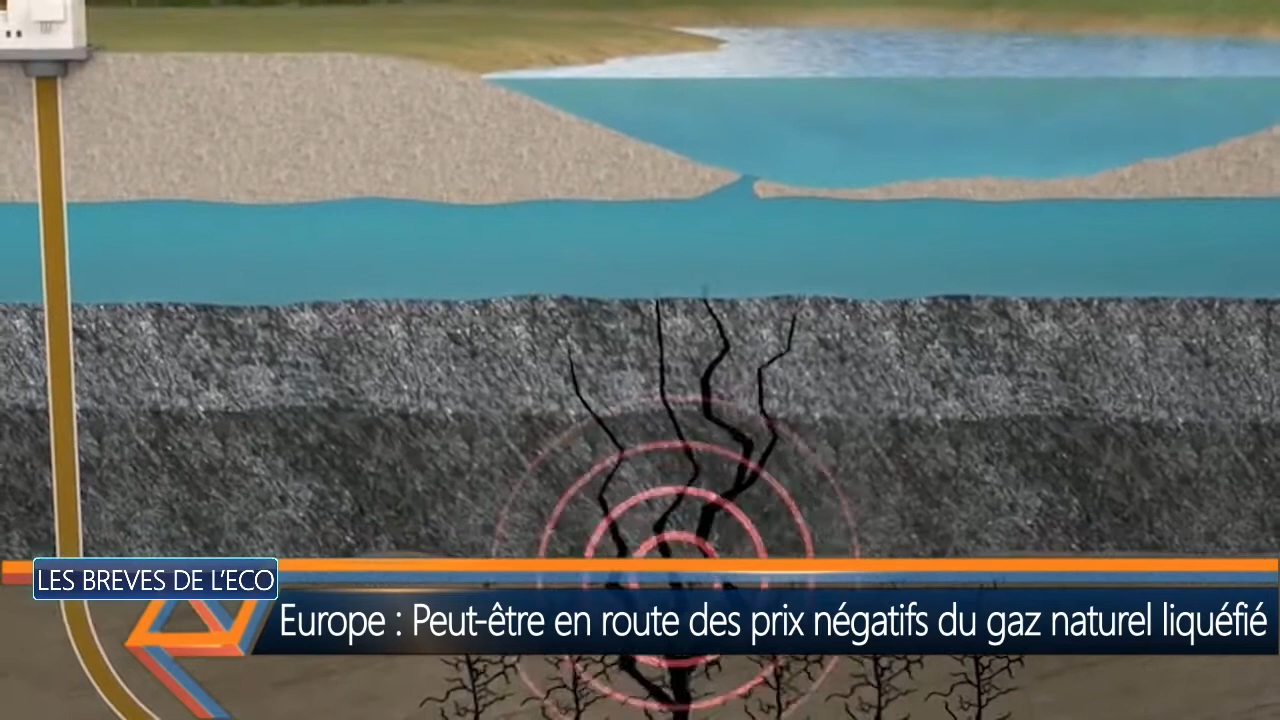 LES BREVES DE L'ECO
Europe : Peut-être en route des prix négatifs du gaz naturel liquéfié